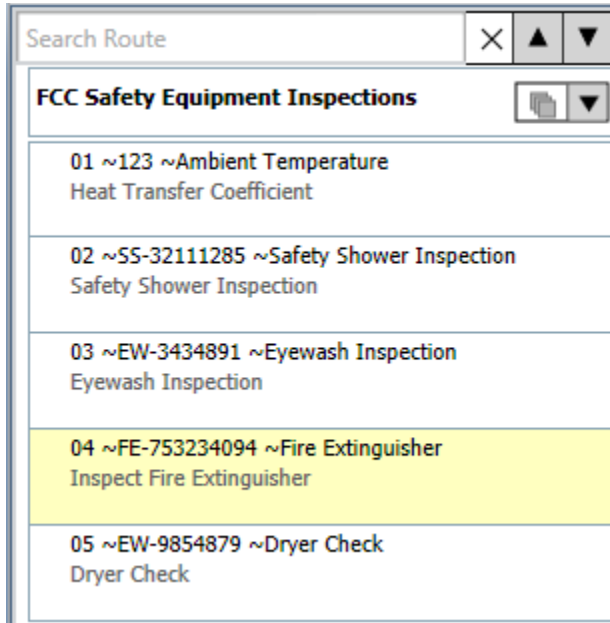 Search Route
FCC Safety Equipment Inspections
01 ~123 ~Ambient Temperature
Heat Transfer Coefficient
02 ~SS-32111285 ~Safety Shower Inspection
Safety Shower Inspection
03 ~EW-3434891 ~Eyewash Inspection
Eyewash Inspection
04 ~FE-753234094 ~Fire Extinguisher
Inspect Fire Extinguisher
05 ~EW-9854879 ~Dryer Check
Dryer Check